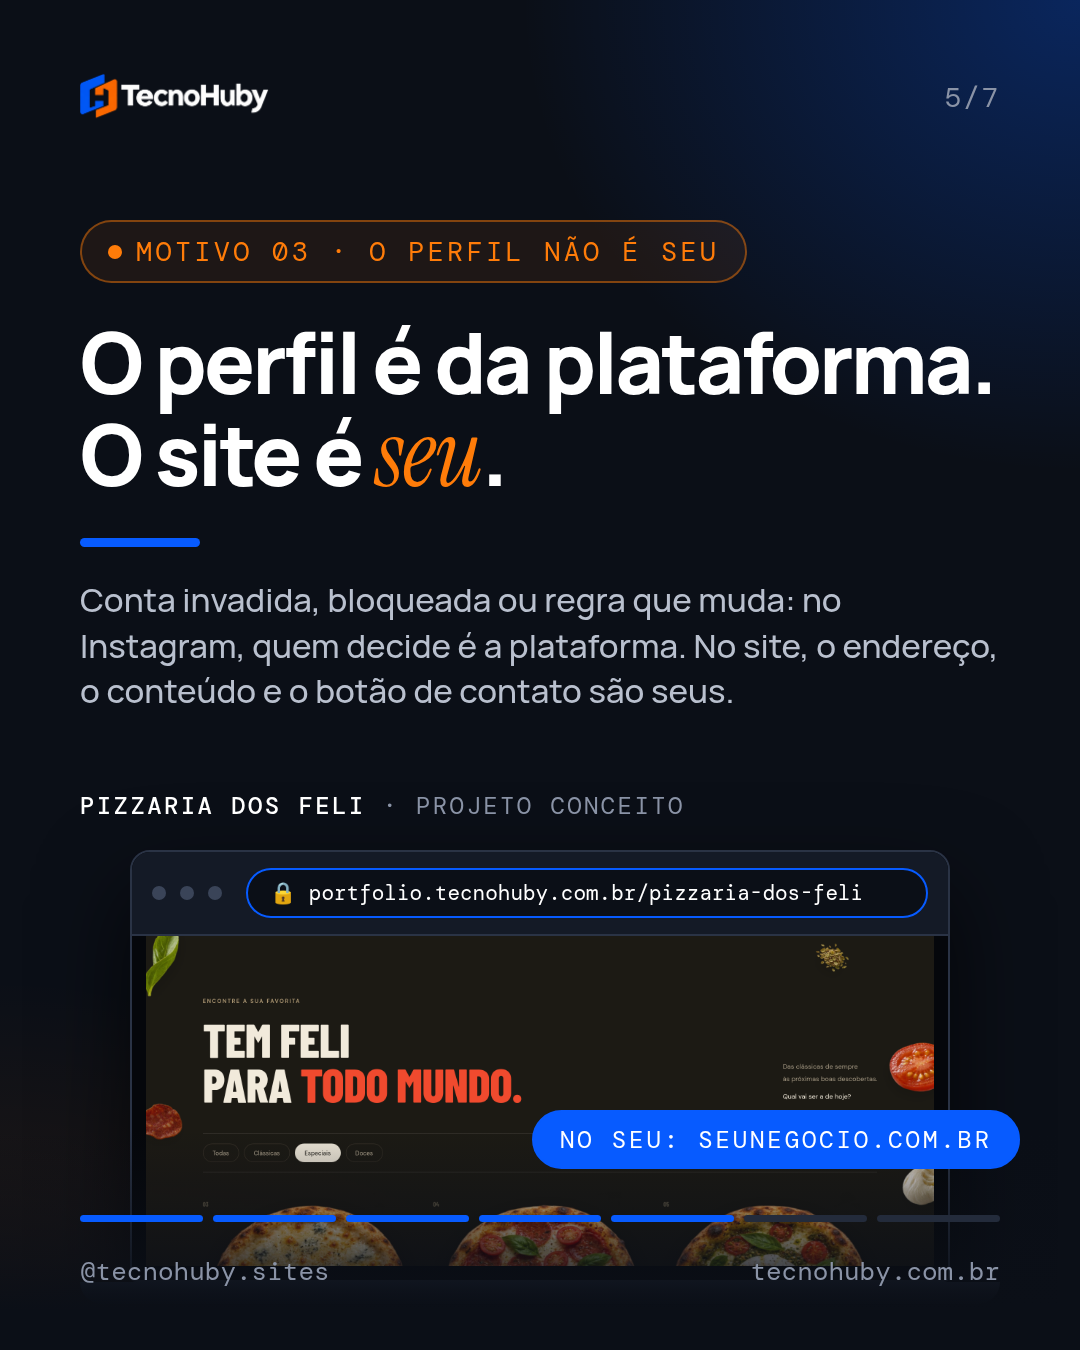 TecnoHuby
5/7
MOTIVO 03 · O PERFIL NÃO É SEU
O perfil é da plataforma.
O site é seu.
Conta invadida, bloqueada ou regra que muda: no
Instagram, quem decide é a plataforma. No site, o endereço,
o conteúdo e o botão de contato são seus.
PIZZARIA DOS FELI · PROJETO CONCEITO
portfolio.tecnohuby.com.br/pizzaria-dos-feli
ENCONTRE A SUA FAVORITA
TEM FELI
PARA TODO MUNDO.
Das clássicas de sempre
às próximas boas descobertas.
Qual vai ser a de hoje?
NO SEU: SEUNEGOCIO.COM.BR
Todas Clássicas Especiais Doces
@tecnohuby.sites
tecnohuby.com.br